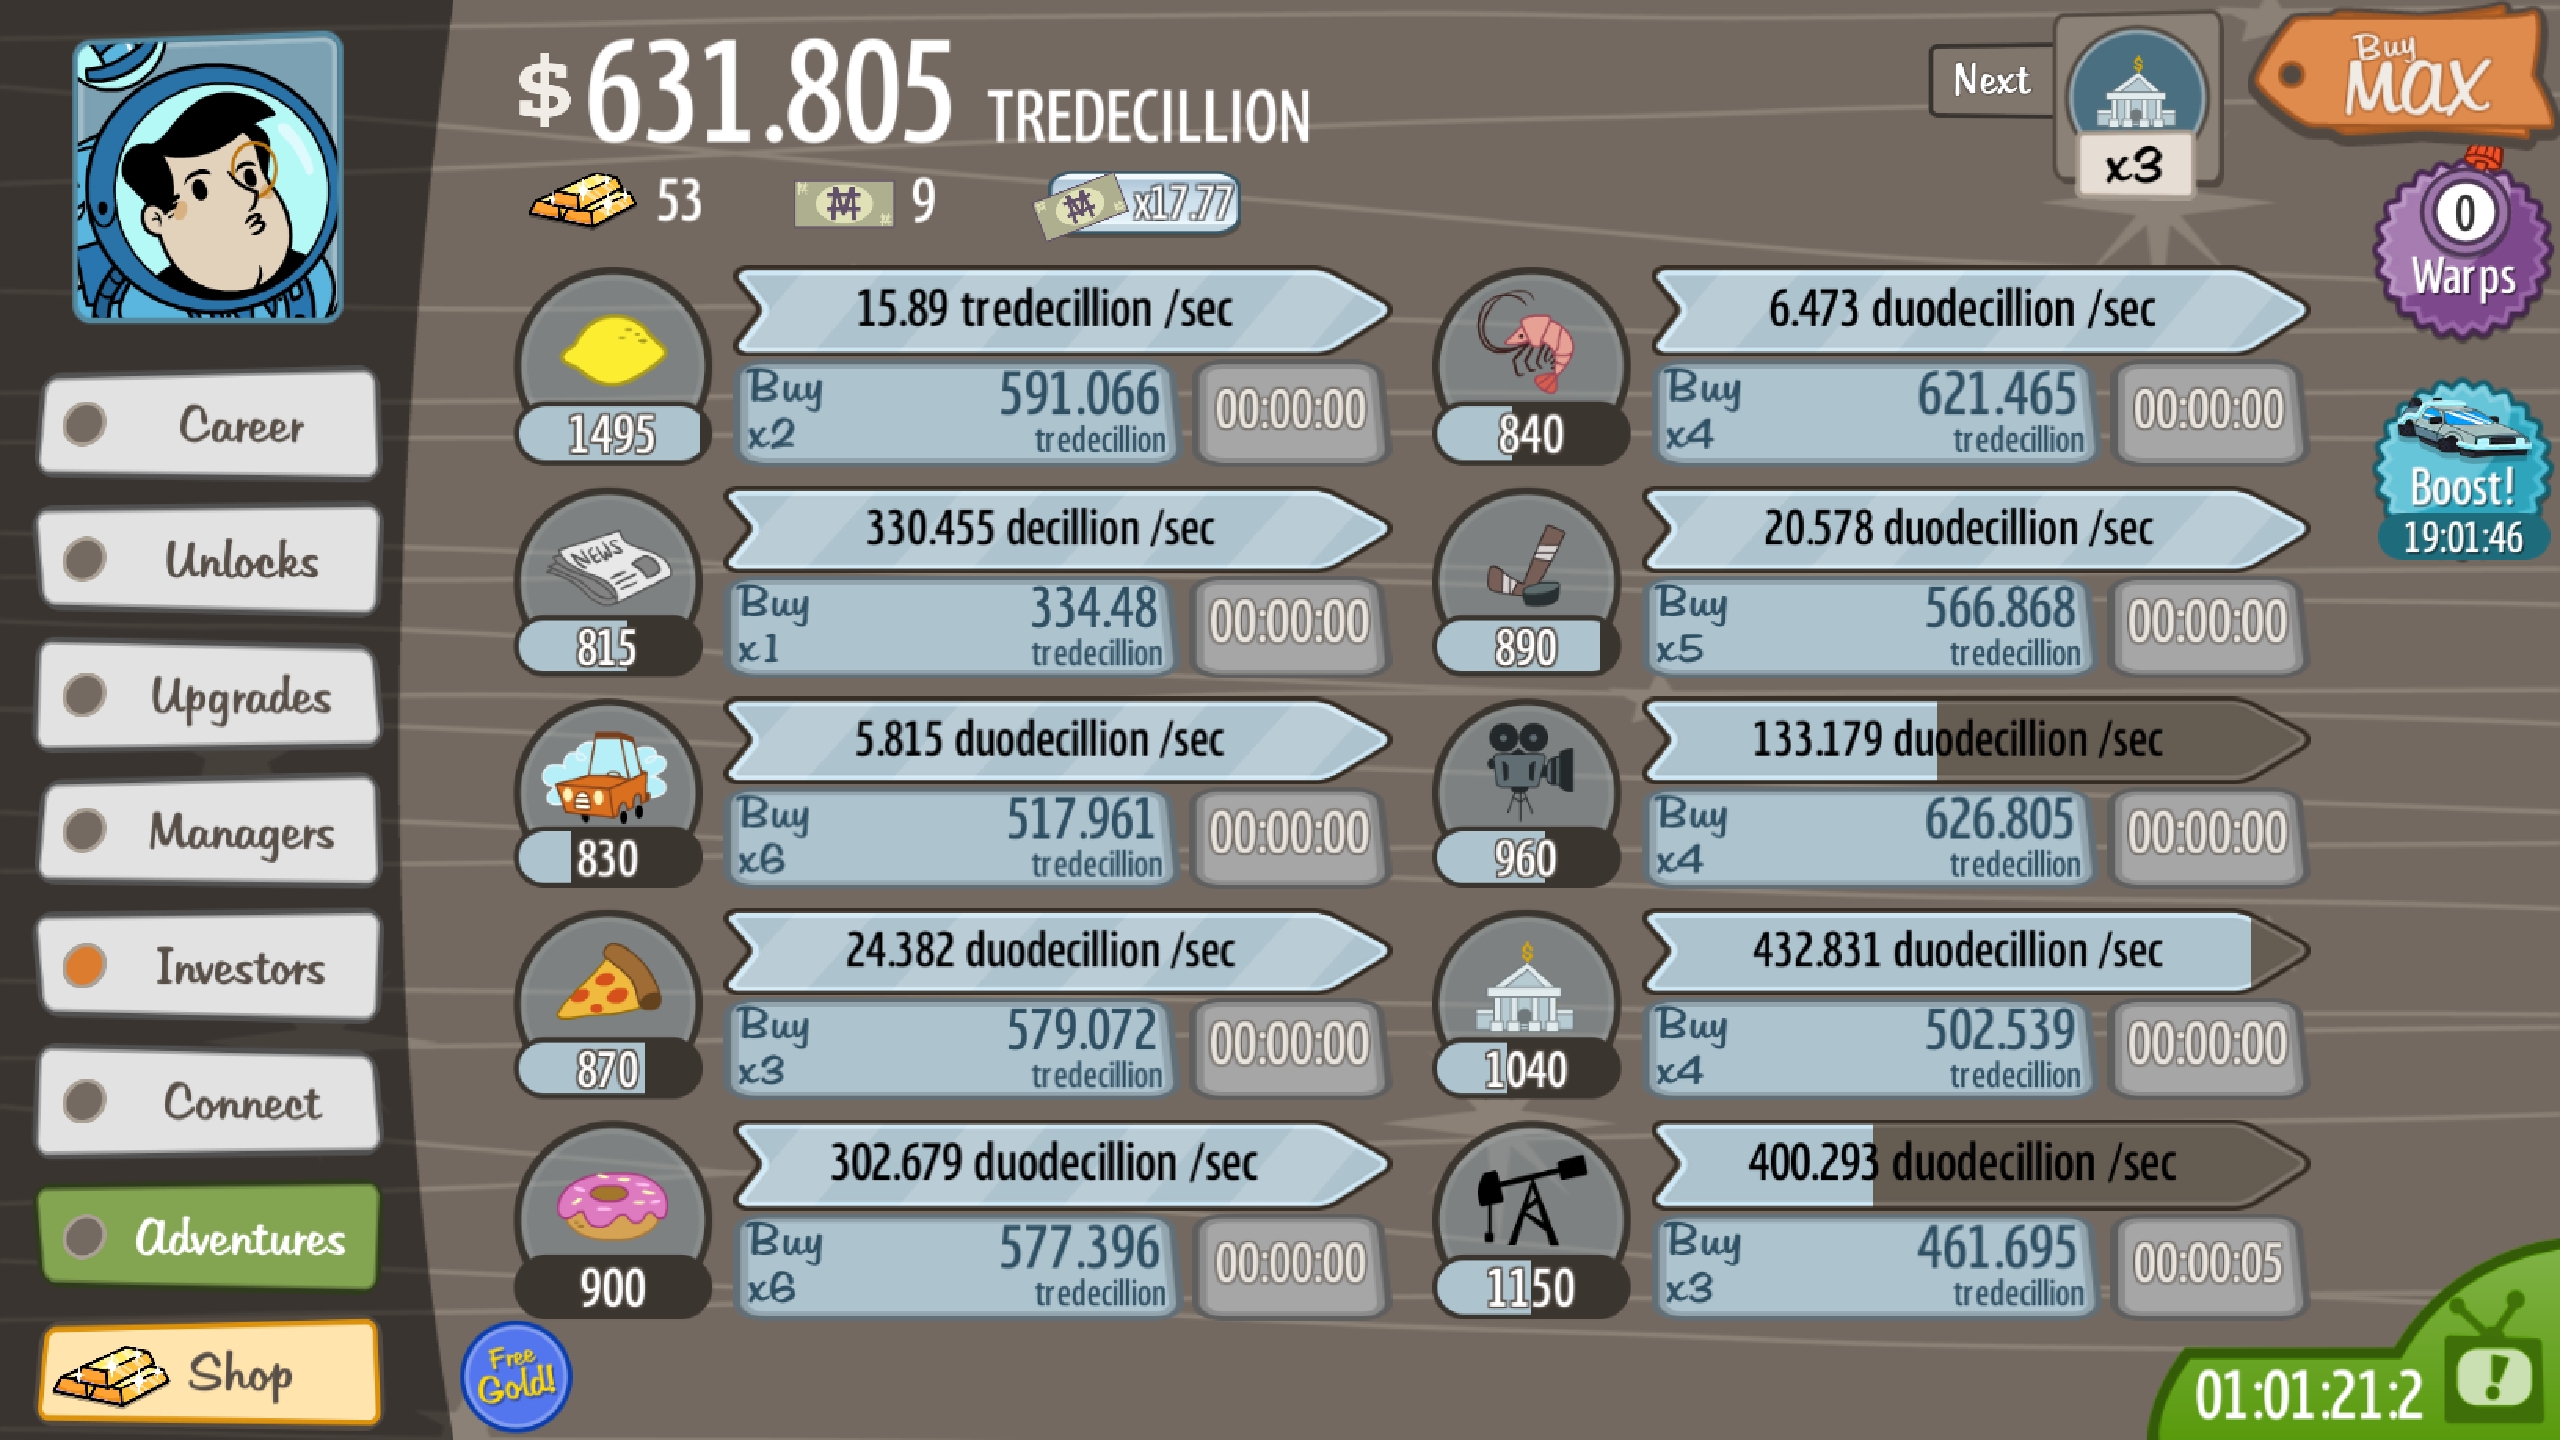 $631.805 TREDECILLION
53
9
x17.77
Next
x3
Buy
MAX
0
Warps
Boost!
19:01:46
Career
Unlocks
Upgrades
Managers
Investors
Connect
Adventures
Shop
15.89 tredecillion /sec
1495
Buy
x2
591.066
tredecillion
00:00:00
6.473 duodecillion /sec
840
Buy
x4
621.465
tredecillion
00:00:00
330.455 decillion /sec
NEWS
815
Buy
x1
334.48
tredecillion
00:00:00
20.578 duodecillion /sec
890
Buy
x5
566.868
tredecillion
00:00:00
5.815 duodecillion /sec
830
Buy
x6
517.961
tredecillion
00:00:00
133.179 duodecillion /sec
960
Buy
x4
626.805
tredecillion
00:00:00
24.382 duodecillion /sec
870
Buy
x3
579.072
tredecillion
00:00:00
432.831 duodecillion /sec
1040
Buy
x4
502.539
tredecillion
00:00:00
302.679 duodecillion /sec
900
Buy
x6
577.396
tredecillion
00:00:00
400.293 duodecillion /sec
1150
Buy
x3
461.695
tredecillion
00:00:05
Free
Gold!
01:01:21:2